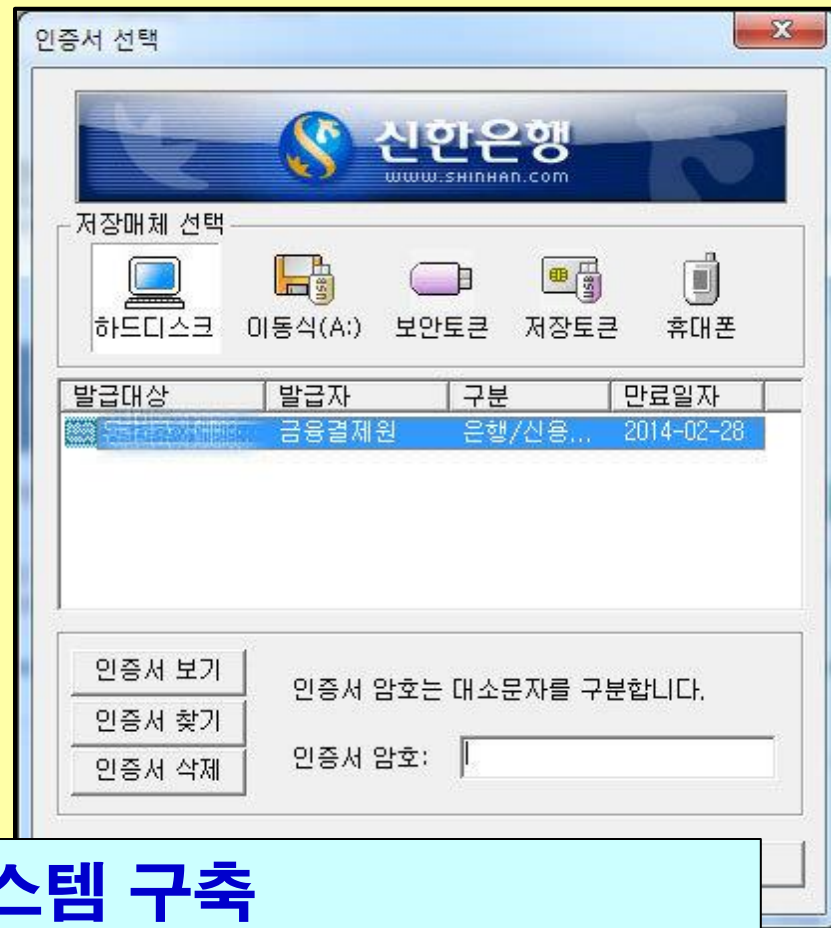 인증서 선택
신한은행
www.shinhan.com
저장매체 선택
하드디스크 이동식(A:) 보안토큰 저장토큰 휴대폰
발급대상 발급자 구분 만료일자
금융결제원 은행/신용... 2014-02-28
인증서 보기
인증서 찾기
인증서 삭제
인증서 암호는 대소문자를 구분합니다.
인증서 암호:
스템 구축